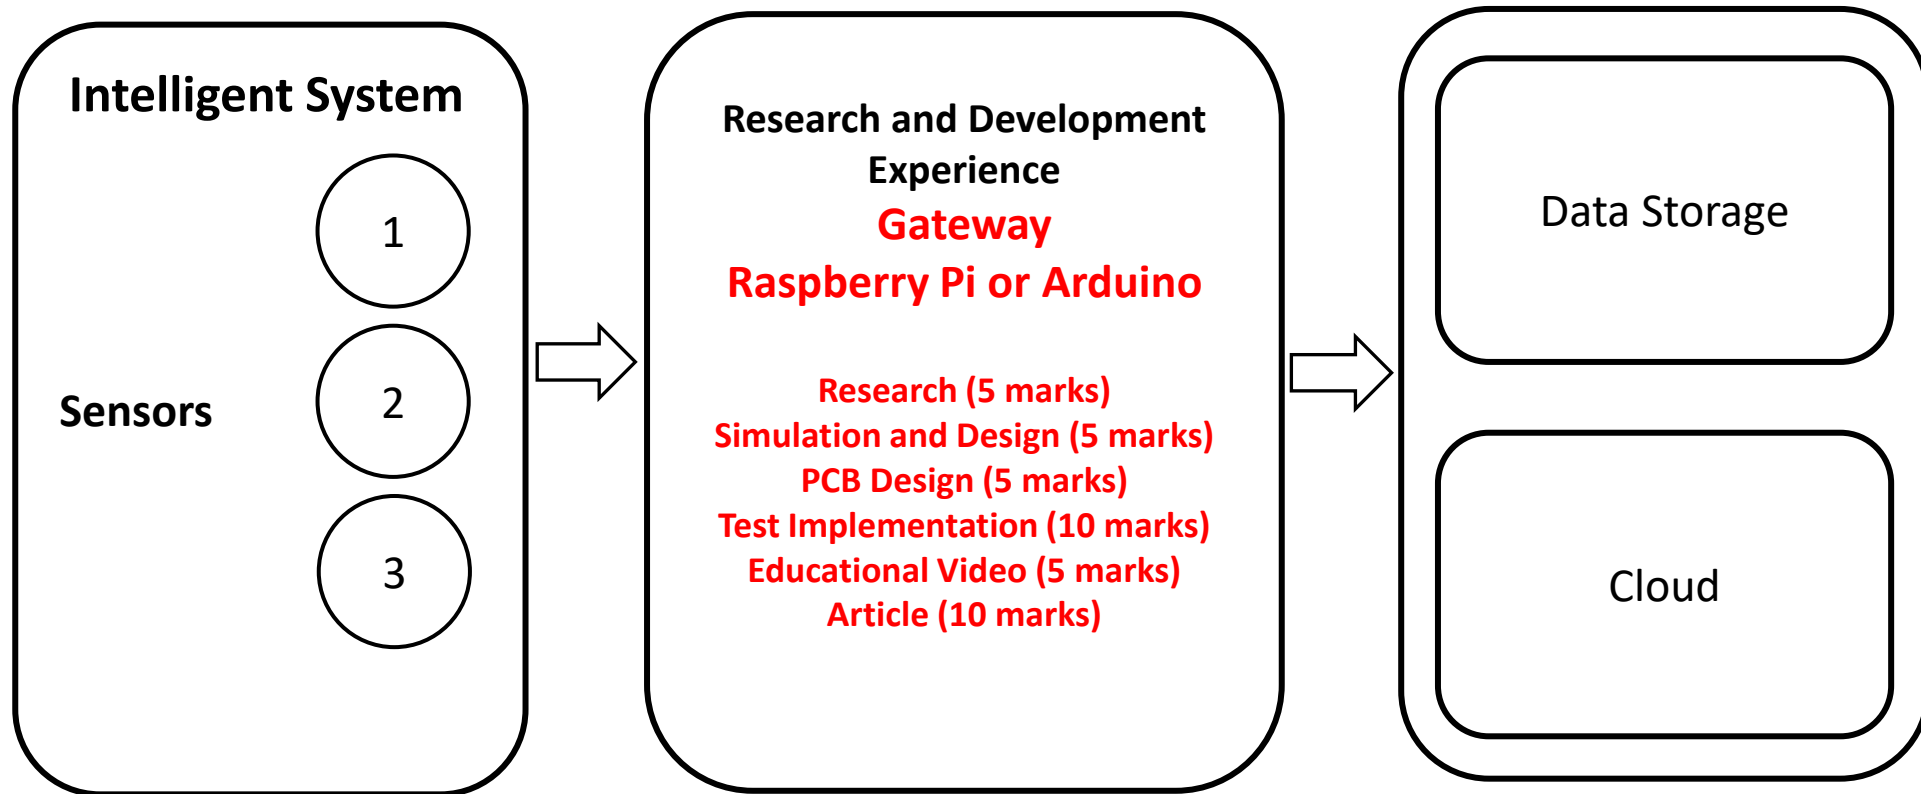 Intelligent System
1
2
Sensors
3
Research and Development
Experience
Gateway
Raspberry Pi or Arduino
Research (5 marks)
Simulation and Design (5 marks)
PCB Design (5 marks)
Test Implementation (10 marks)
Educational Video (5 marks)
Article (10 marks)
Data Storage
Cloud